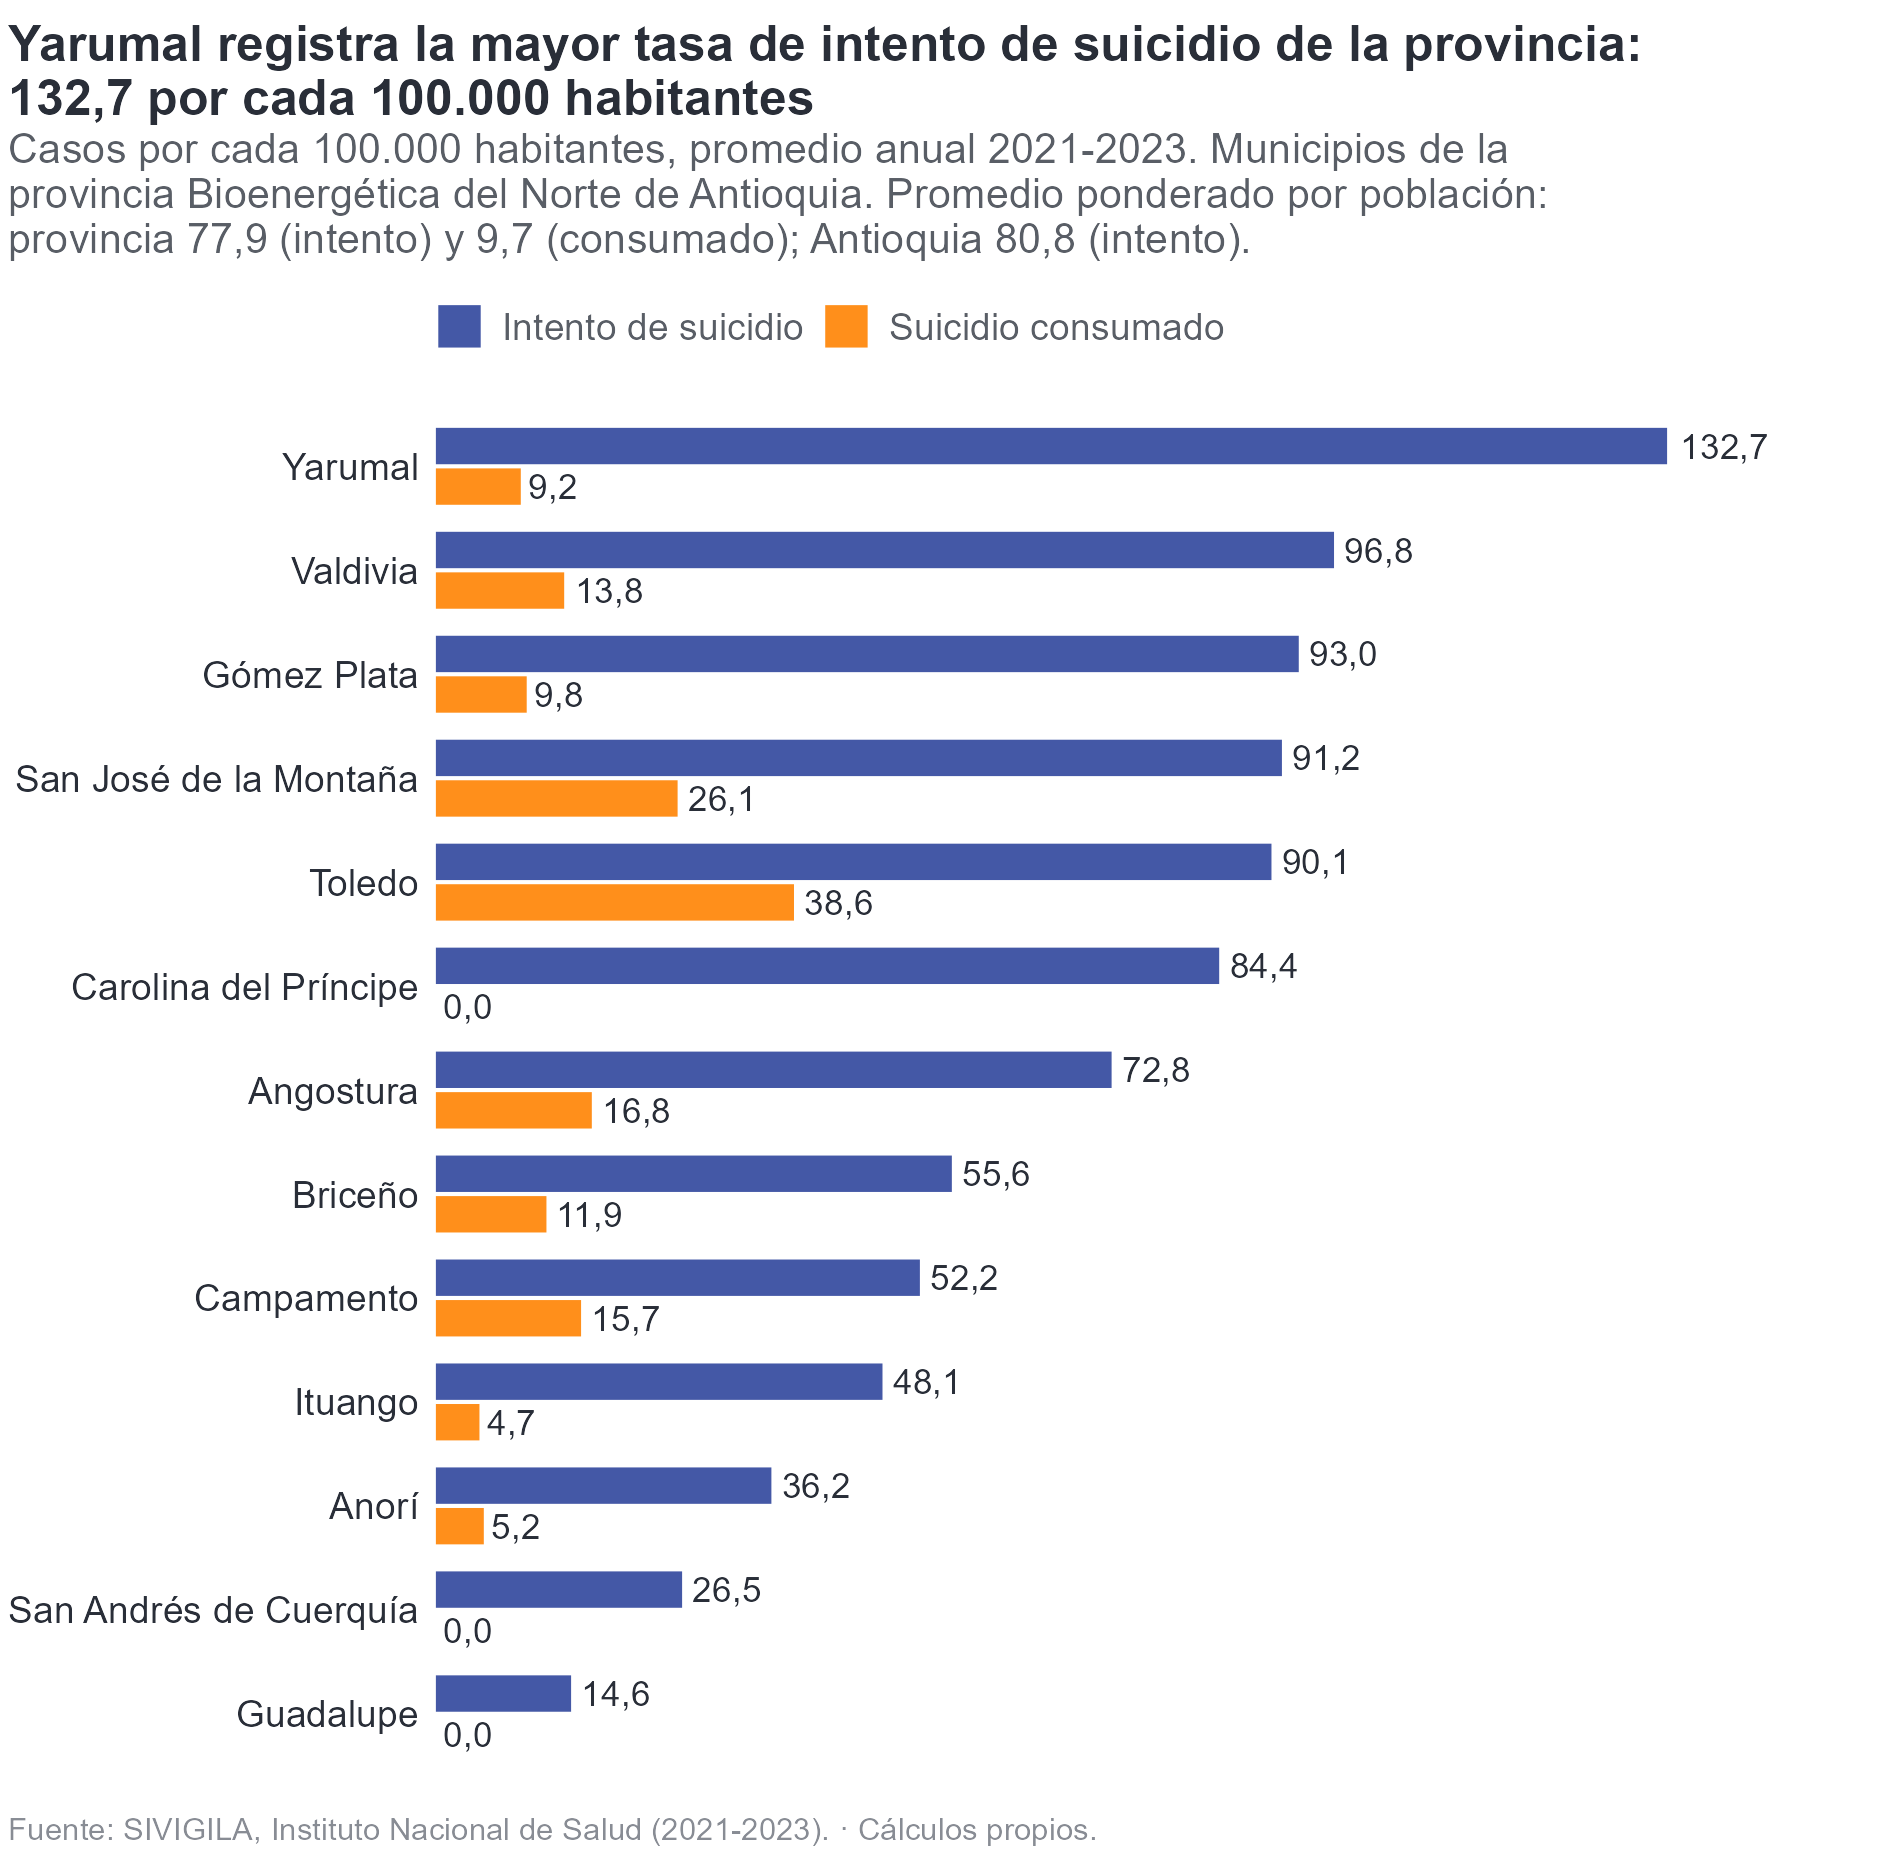 Yarumal registra la mayor tasa de intento de suicidio de la provincia:
132,7 por cada 100.000 habitantes
Casos por cada 100.000 habitantes, promedio anual 2021-2023. Municipios de la
provincia Bioenergética del Norte de Antioquia. Promedio ponderado por población:
provincia 77,9 (intento) y 9,7 (consumado); Antioquia 80,8 (intento).
Intento de suicidio Suicidio consumado
132,7
Yarumal
9,2
96,8
Valdivia
13,8
93,0
Gómez Plata
9,8
91,2
San José de la Montaña
26,1
90,1
Toledo
38,6
84,4
Carolina del Príncipe
0,0
72,8
Angostura
16,8
55,6
Briceño
11,9
52,2
Campamento
15,7
48,1
Ituango
4,7
36,2
Anorí
5,2
26,5
San Andrés de Cuerquía
0,0
14,6
Guadalupe
0,0
Fuente: SIVIGILA, Instituto Nacional de Salud (2021-2023). · Cálculos propios.